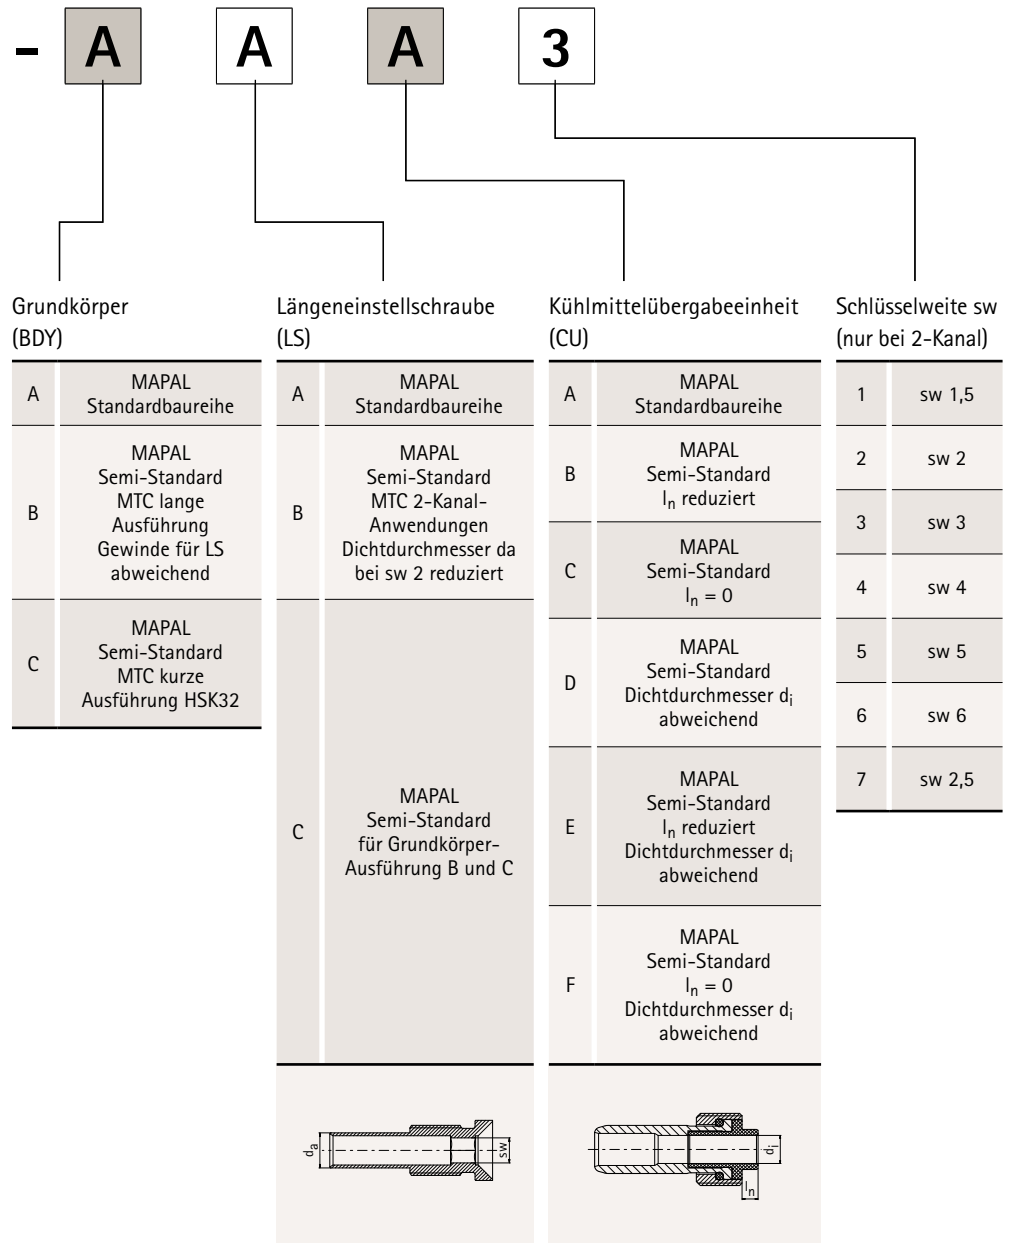 - A A A 3
Grundkörper
(BDY)
A
MAPAL
Standardbaureihe
B
MAPAL
Semi-Standard
MTC lange
Ausführung
Gewinde für LS
abweichend
C
MAPAL
Semi-Standard
MTC kurze
Ausführung HSK32
Längeneinstellschraube
(LS)
A
MAPAL
Standardbaureihe
B
MAPAL
Semi-Standard
MTC 2-Kanal-
Anwendungen
Dichtdurchmesser da
bei sw 2 reduziert
C
MAPAL
Semi-Standard
für Grundkörper-
Ausführung B und C
da
sw
Kühlmittelübergabeeinheit
(CU)
A
MAPAL
Standardbaureihe
B
MAPAL
Semi-Standard
ln reduziert
C
MAPAL
Semi-Standard
ln = 0
D
MAPAL
Semi-Standard
Dichtdurchmesser di
abweichend
E
MAPAL
Semi-Standard
ln reduziert
Dichtdurchmesser di
abweichend
F
MAPAL
Semi-Standard
ln = 0
Dichtdurchmesser di
abweichend
di
ln
Schlüsselweite sw
(nur bei 2-Kanal)
1 sw 1,5
2 sw 2
3 sw 3
4 sw 4
5 sw 5
6 sw 6
7 sw 2,5